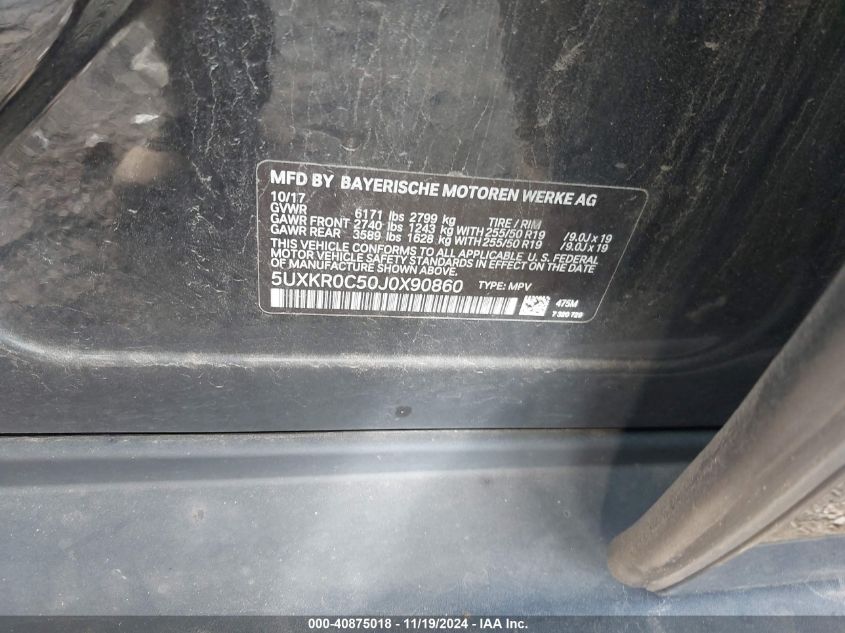 MFD BY BAYERISCHE MOTOREN WERKE AG
10/17
GVWR 6171 lbs 2799 kg TIRE / RIM
GAWR FRONT 2740 lbs 1243 kg WITH 255/50 R19 /9.0J x 19
GAWR REAR 3589 lbs 1628 kg WITH 255/50 R19 /9.0J x 19
THIS VEHICLE CONFORMS TO ALL APPLICABLE U. S. FEDERAL
MOTOR VEHICLE SAFETY STANDARDS IN EFFECT ON THE DATE
OF MANUFACTURE SHOWN ABOVE.
5UXKR0C50J0X90860 TYPE: MPV
475M
7 320 729
000-40875018 - 11/19/2024 - IAA Inc.